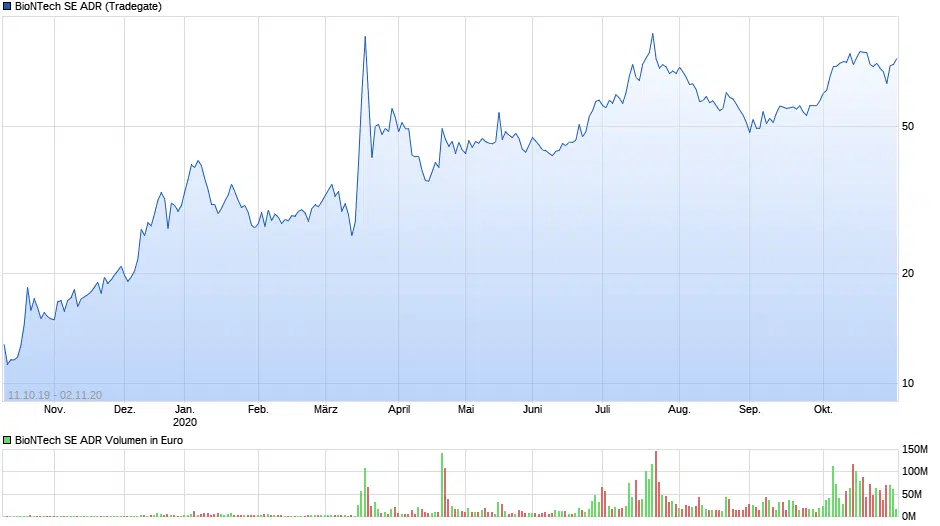 BioNTech SE ADR (Tradegate)
50
20
10
11.10.19 - 02.11.20
Nov. Dez. Jan. Feb. März April Mai Juni Juli Aug. Sep. Okt.
2020
BioNTech SE ADR Volumen in Euro
150M
100M
50M
0M